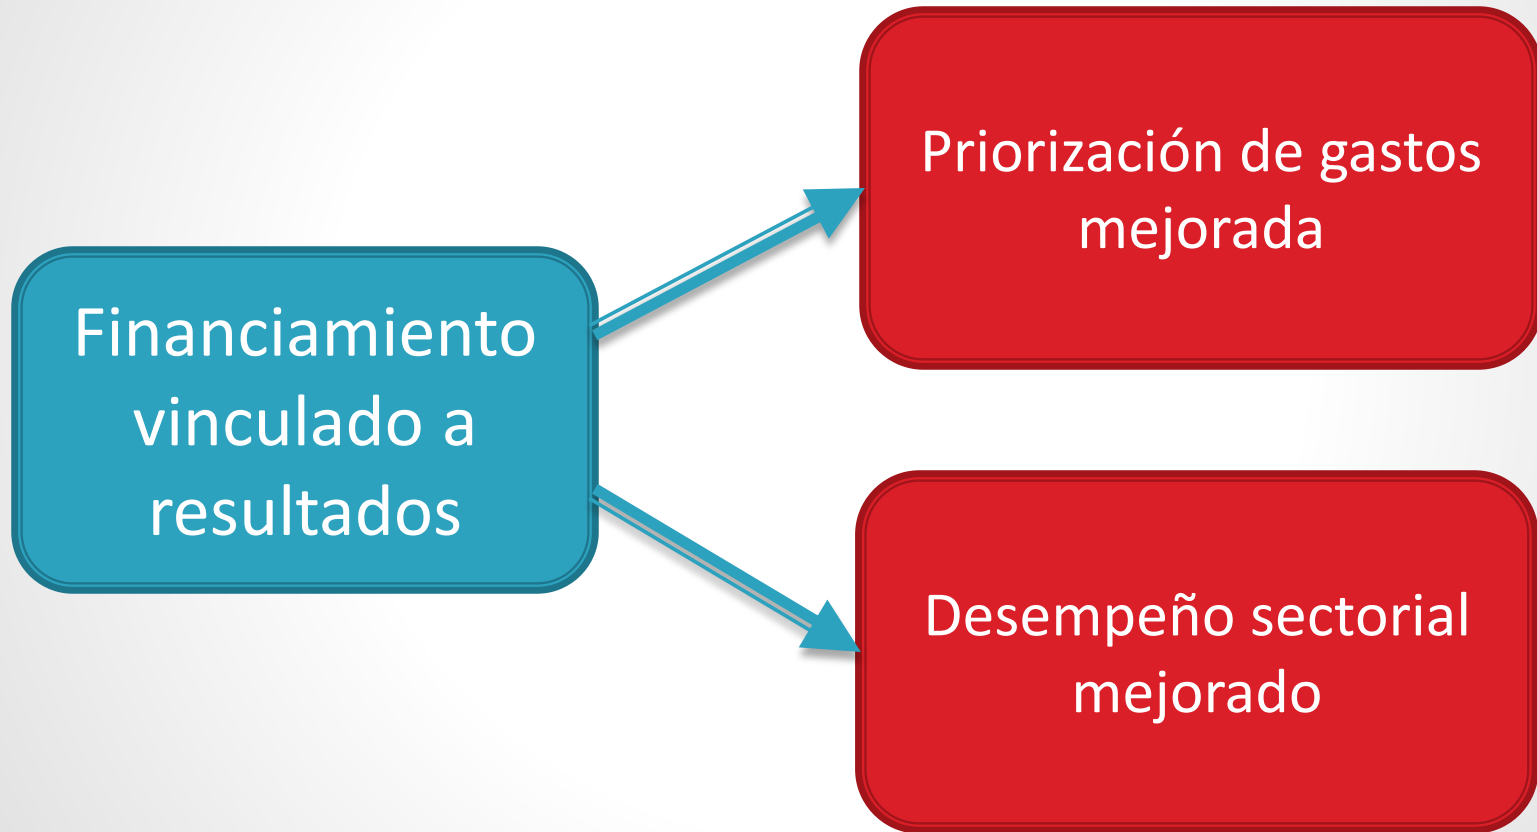 Financiamiento
vinculado a
resultados
Priorización de gastos
mejorada
Desempeño sectorial
mejorado